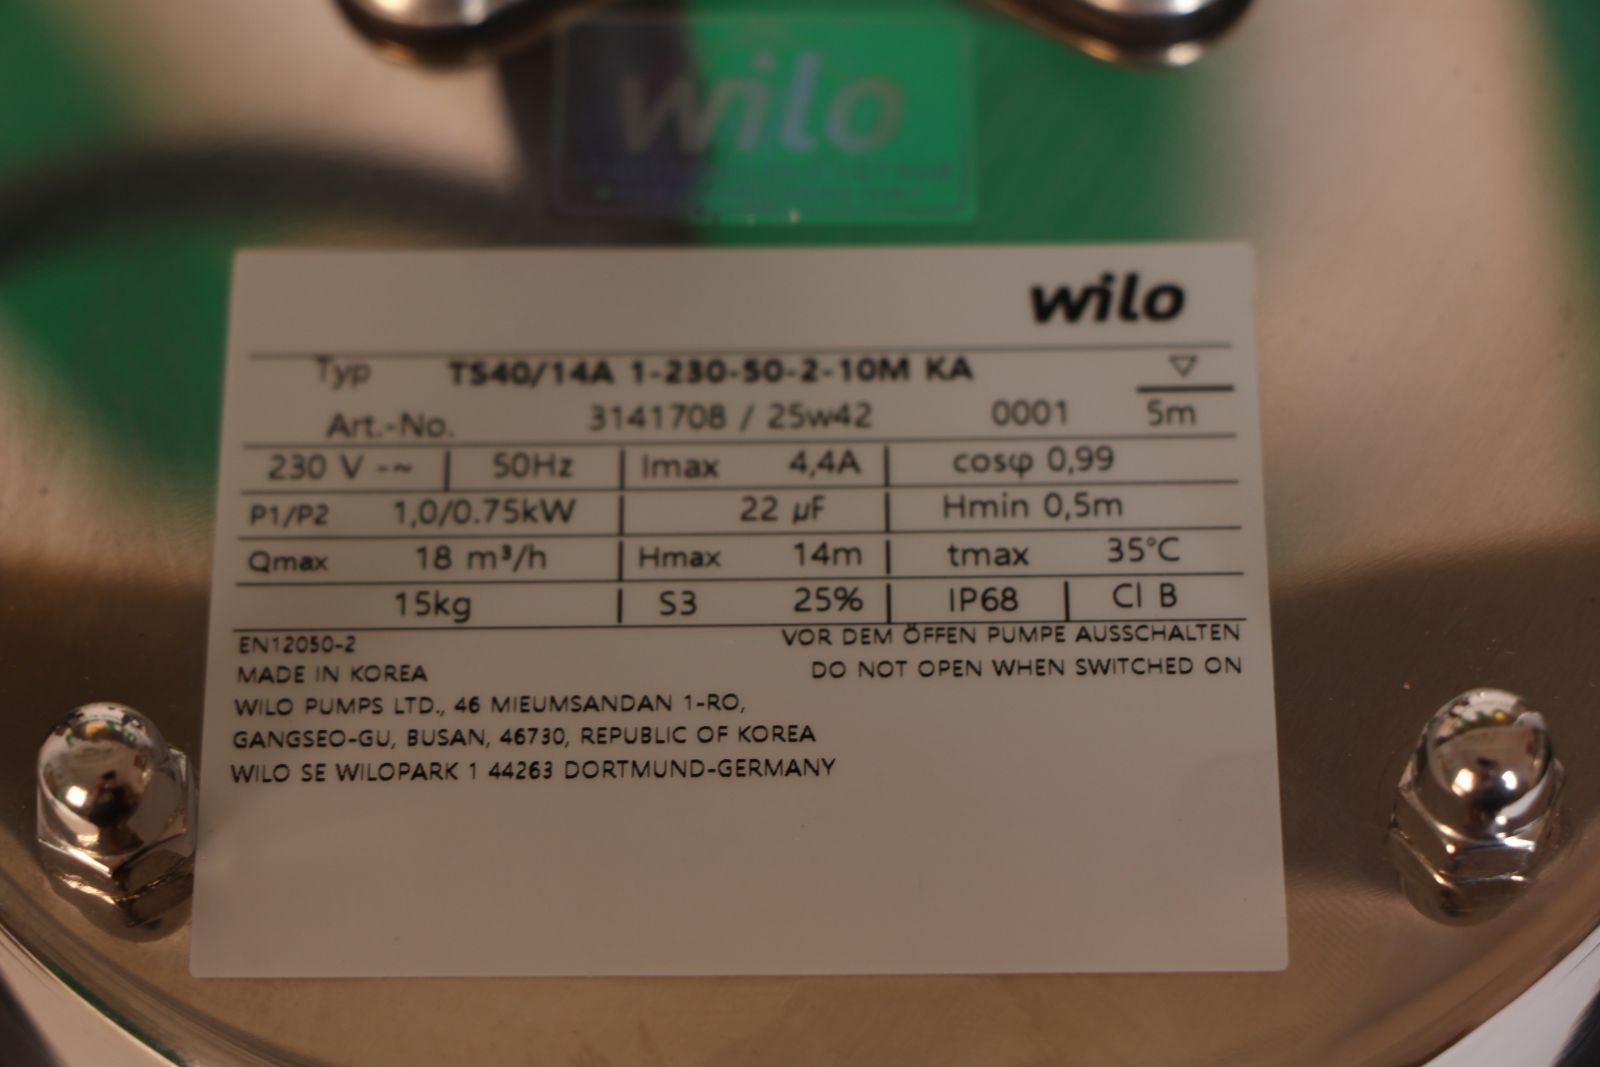 wilo
wilo
Typ TS40/14A 1-230-50-2-10M KA
Art.-No. 3141708 / 25w42 0001 5m
230 V -~ 50Hz Imax 4,4A cosφ 0,99
P1/P2 1,0/0.75kW 22 µF Hmin 0,5m
Qmax 18 m³/h Hmax 14m tmax 35°C
15kg S3 25% IP68 Cl B
EN12050-2 VOR DEM ÖFFEN PUMPE AUSSCHALTEN
MADE IN KOREA DO NOT OPEN WHEN SWITCHED ON
WILO PUMPS LTD., 46 MIEUMSANDAN 1-RO,
GANGSEO-GU, BUSAN, 46730, REPUBLIC OF KOREA
WILO SE WILOPARK 1 44263 DORTMUND-GERMANY